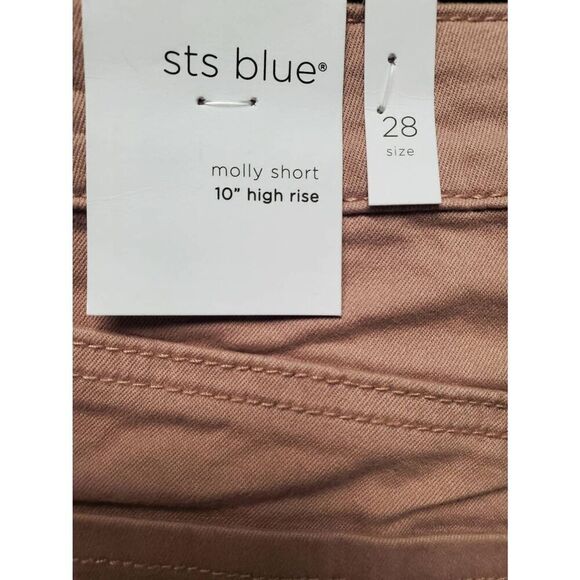 sts blue®
molly short
10” high rise
28
size